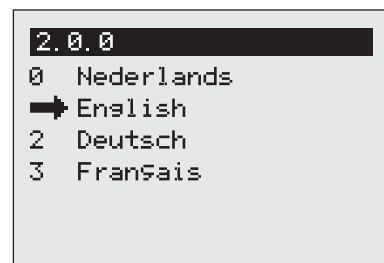 2.0.0
0 Nederlands
➡ English
2 Deutsch
3 Français